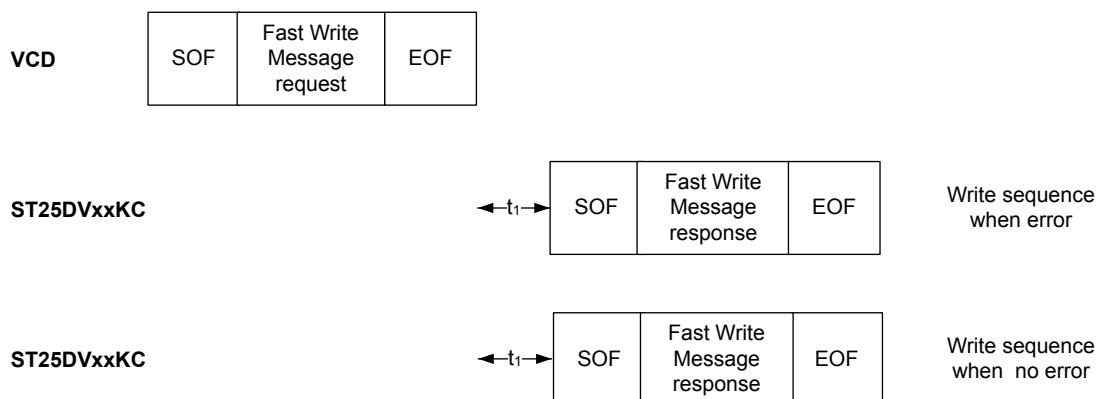 VCD
SOF
Fast Write
Message
request
EOF
ST25DVxxKC
t1
SOF
Fast Write
Message
response
EOF
Write sequence
when error
ST25DVxxKC
t1
SOF
Fast Write
Message
response
EOF
Write sequence
when no error